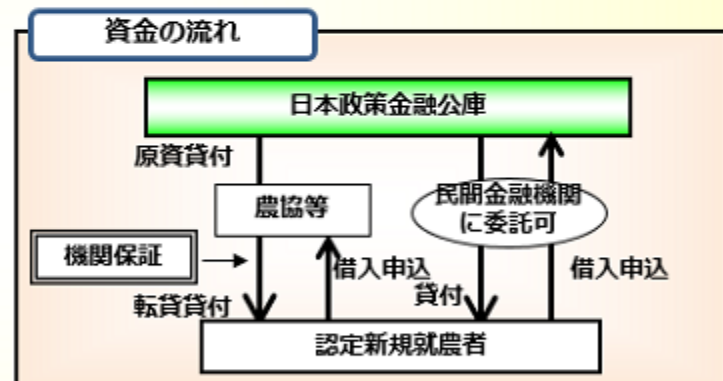 資金の流れ
日本政策金融公庫
原資貸付
農協等
民間金融機関
に委託可
機関保証
借入申込
借入申込
転貸貸付
貸付
認定新規就農者